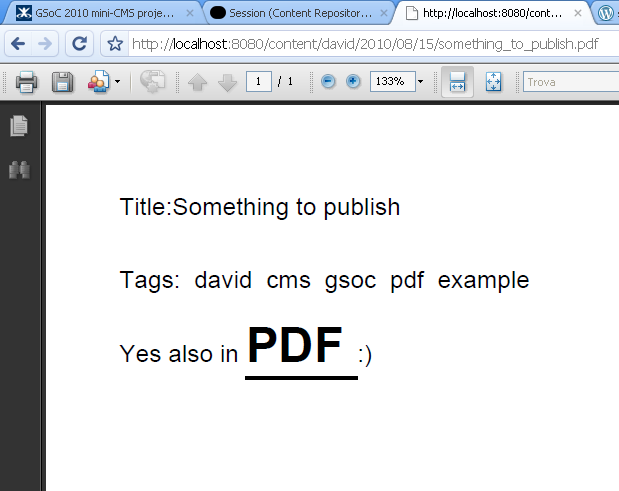 GSoC 2010 mini-CMS proje...
Session (Content Repositor...
http://localhost:8080/cont...
http://localhost:8080/content/david/2010/08/15/something_to_publish.pdf
1 / 1 133% Trova
Title:Something to publish
Tags: david cms gsoc pdf example
Yes also in PDF :)